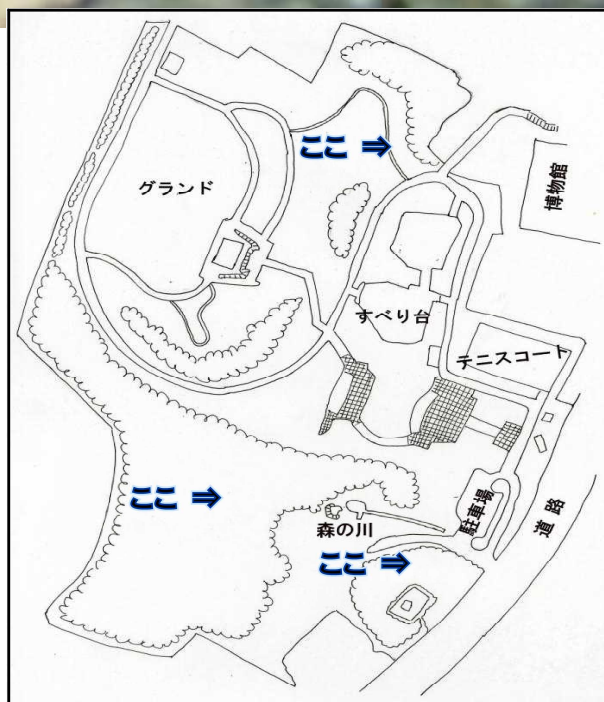 ここ ⇒
グランド
博物館
すべり台
テニスコート
ここ ⇒
駐車場
森の川
道路
ここ ⇒